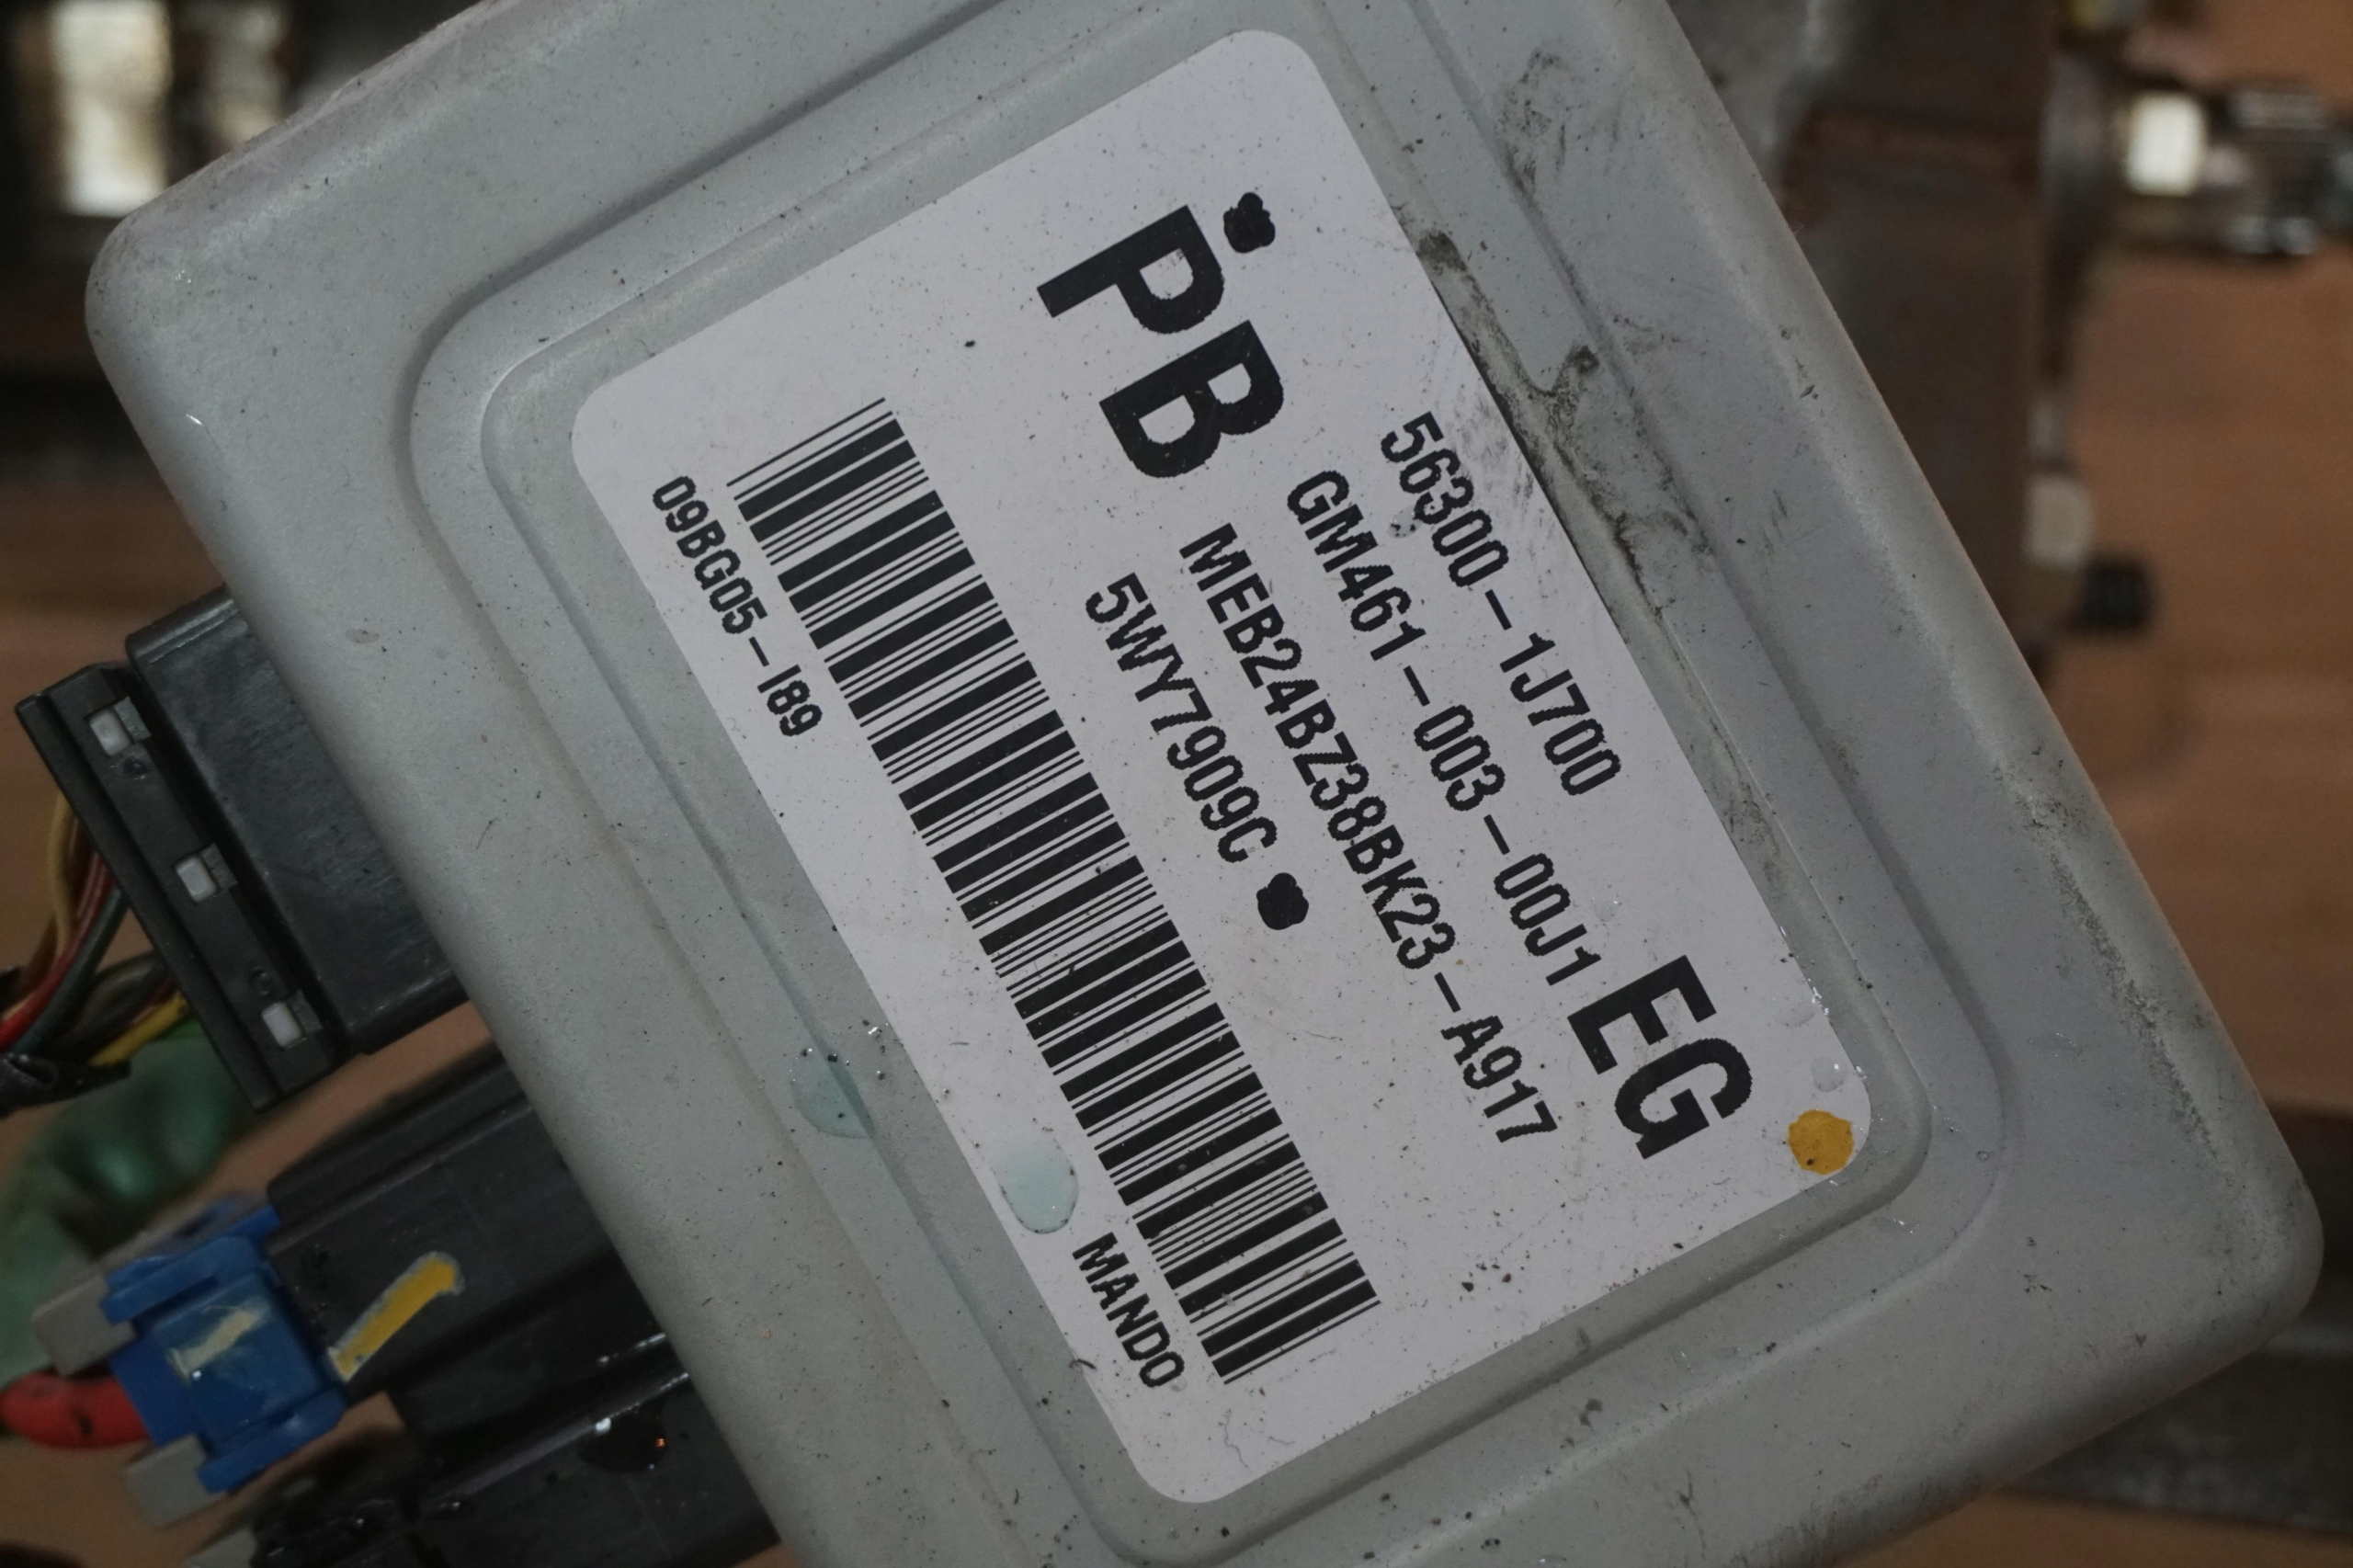 56300-1J700
PB GM461-003-00J1 EG
MEB24BZ38BK23-A917
5WY7909C
09BG05-I89 MANDO